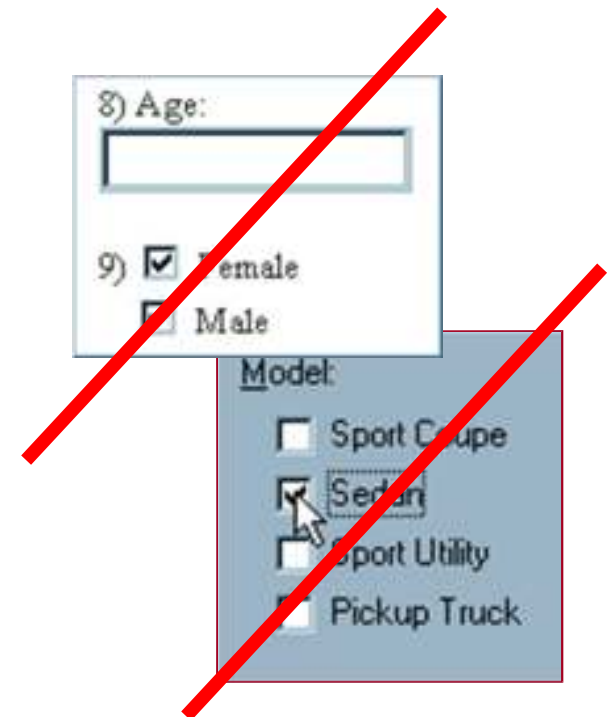 8) Age:
9) Female
Male
Model:
Sport Coupe
Sedan
Sport Utility
Pickup Truck